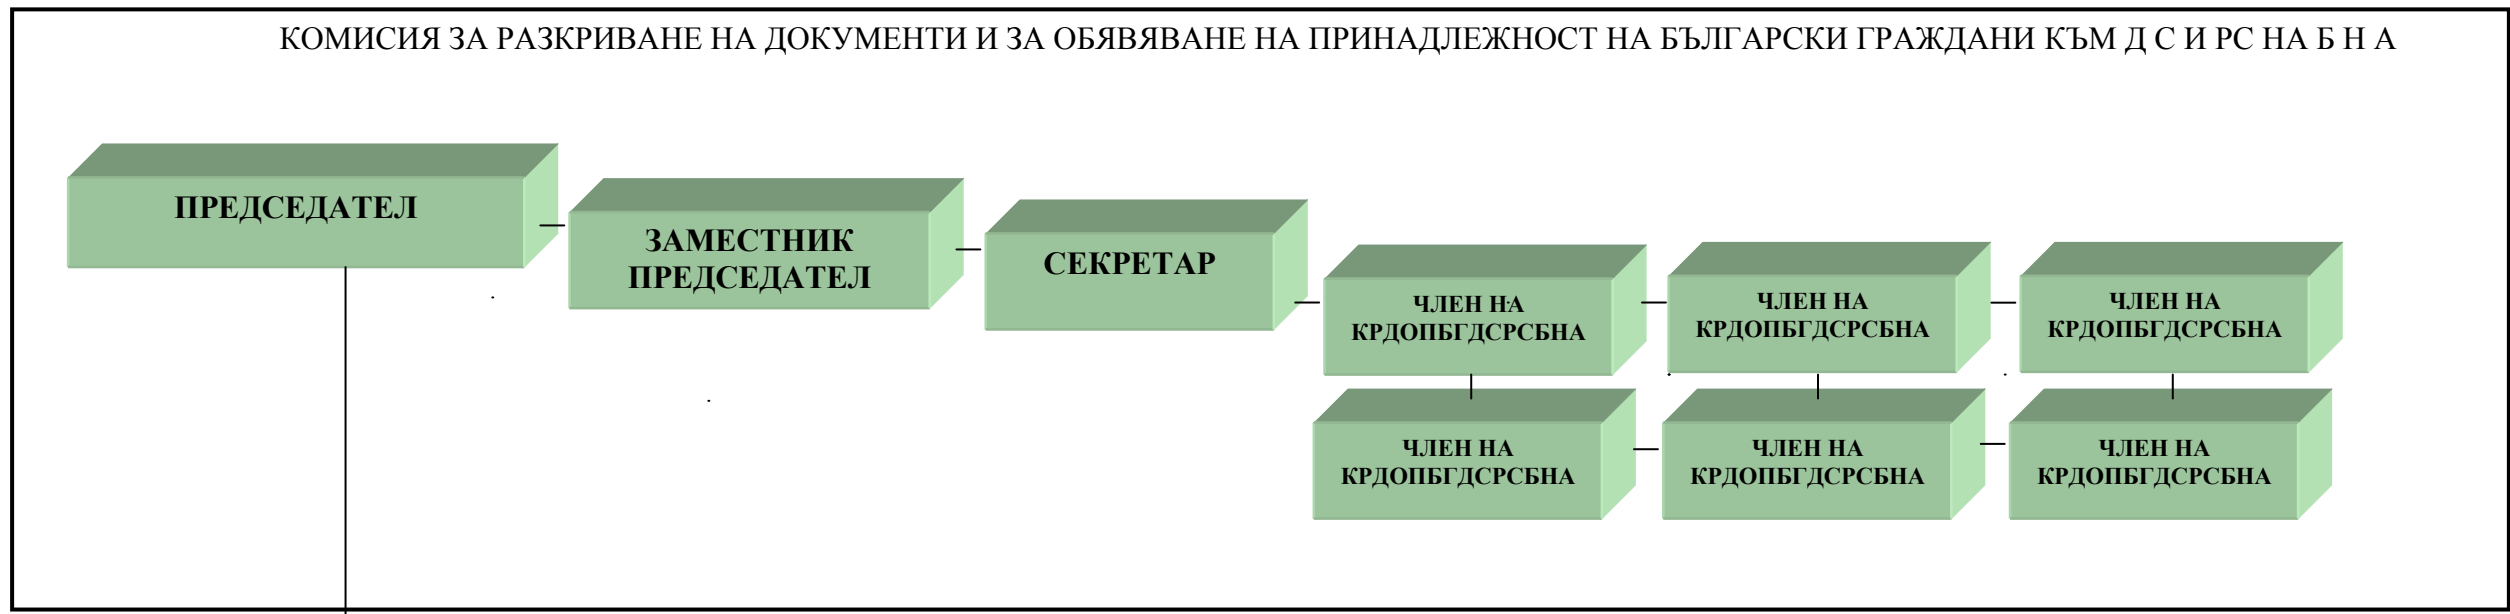 КОМИСИЯ ЗА РАЗКРИВАНЕ НА ДОКУМЕНТИ И ЗА ОБЯВЯВАНЕ НА ПРИНАДЛЕЖНОСТ НА БЪЛГАРСКИ ГРАЖДАНИ КЪМ Д С И РС НА Б Н А
ПРЕДСЕДАТЕЛ
ЗАМЕСТНИК
ПРЕДСЕДАТЕЛ
СЕКРЕТАР
ЧЛЕН НА
КРДОПБГДСРСБНА
ЧЛЕН НА
КРДОПБГДСРСБНА
ЧЛЕН НА
КРДОПБГДСРСБНА
ЧЛЕН НА
КРДОПБГДСРСБНА
ЧЛЕН НА
КРДОПБГДСРСБНА
ЧЛЕН НА
КРДОПБГДСРСБНА